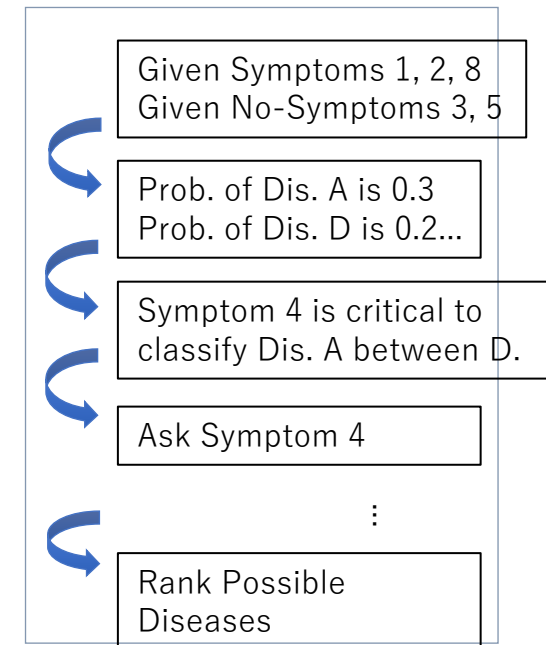 Given Symptoms 1, 2, 8
Given No-Symptoms 3, 5
Prob. of Dis. A is 0.3
Prob. of Dis. D is 0.2...
Symptom 4 is critical to
classify Dis. A between D.
Ask Symptom 4
⋮
Rank Possible
Diseases